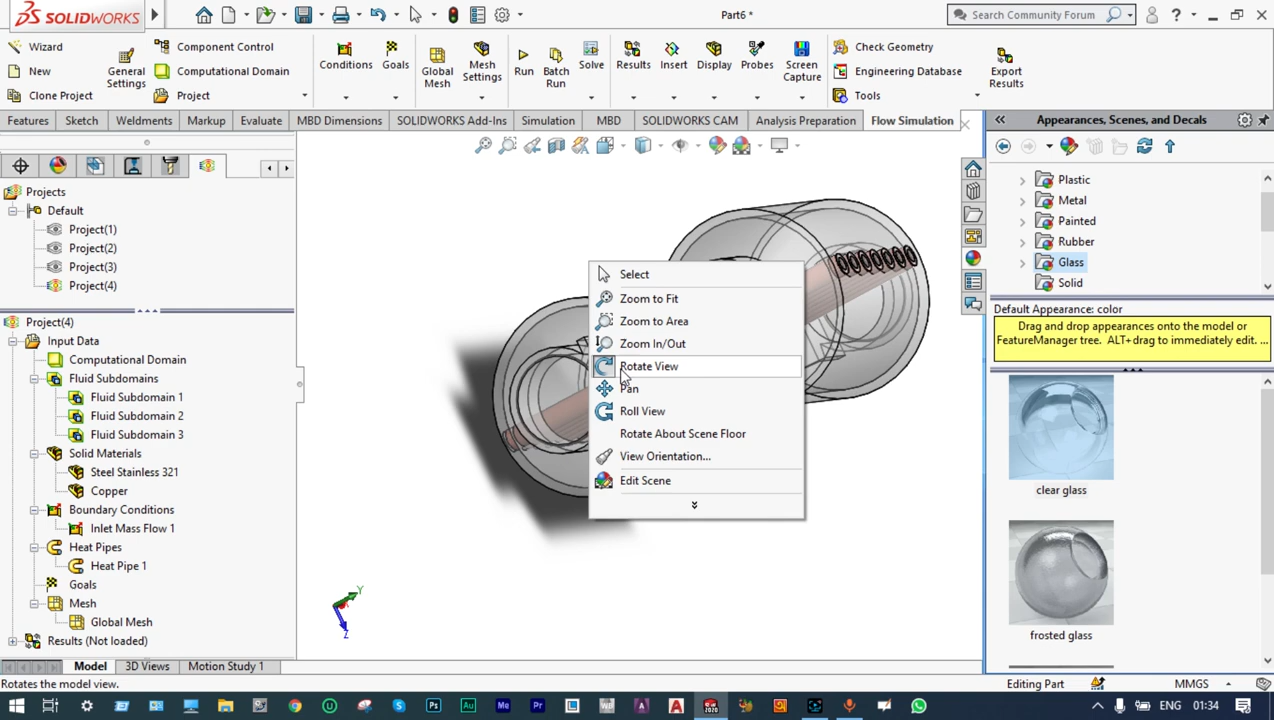 SOLIDWORKS
Part6 *
Search Community Forum
Wizard
New
Clone Project
General Settings
Component Control
Computational Domain
Project
Conditions
Goals
Global Mesh
Mesh Settings
Run
Batch Run
Solve
Results
Insert
Display
Probes
Screen Capture
Check Geometry
Engineering Database
Tools
Export Results
Features
Sketch
Weldments
Markup
Evaluate
MBD Dimensions
SOLIDWORKS Add-Ins
Simulation
MBD
SOLIDWORKS CAM
Analysis Preparation
Flow Simulation
Projects
Default
Project(1)
Project(2)
Project(3)
Project(4)
Project(4)
Input Data
Computational Domain
Fluid Subdomains
Fluid Subdomain 1
Fluid Subdomain 2
Fluid Subdomain 3
Solid Materials
Steel Stainless 321
Copper
Boundary Conditions
Inlet Mass Flow 1
Heat Pipes
Heat Pipe 1
Goals
Mesh
Global Mesh
Results (Not loaded)
Select
Zoom to Fit
Zoom to Area
Zoom In/Out
Rotate View
Pan
Roll View
Rotate About Scene Floor
View Orientation...
Edit Scene
Y
Z
Appearances, Scenes, and Decals
Plastic
Metal
Painted
Rubber
Glass
Solid
Default Appearance: color
Drag and drop appearances onto the model or
FeatureManager tree. ALT+drag to immediately edit. ...
clear glass
frosted glass
Model
3D Views
Motion Study 1
Rotates the model view.
Editing Part
MMGS
ENG
01:34